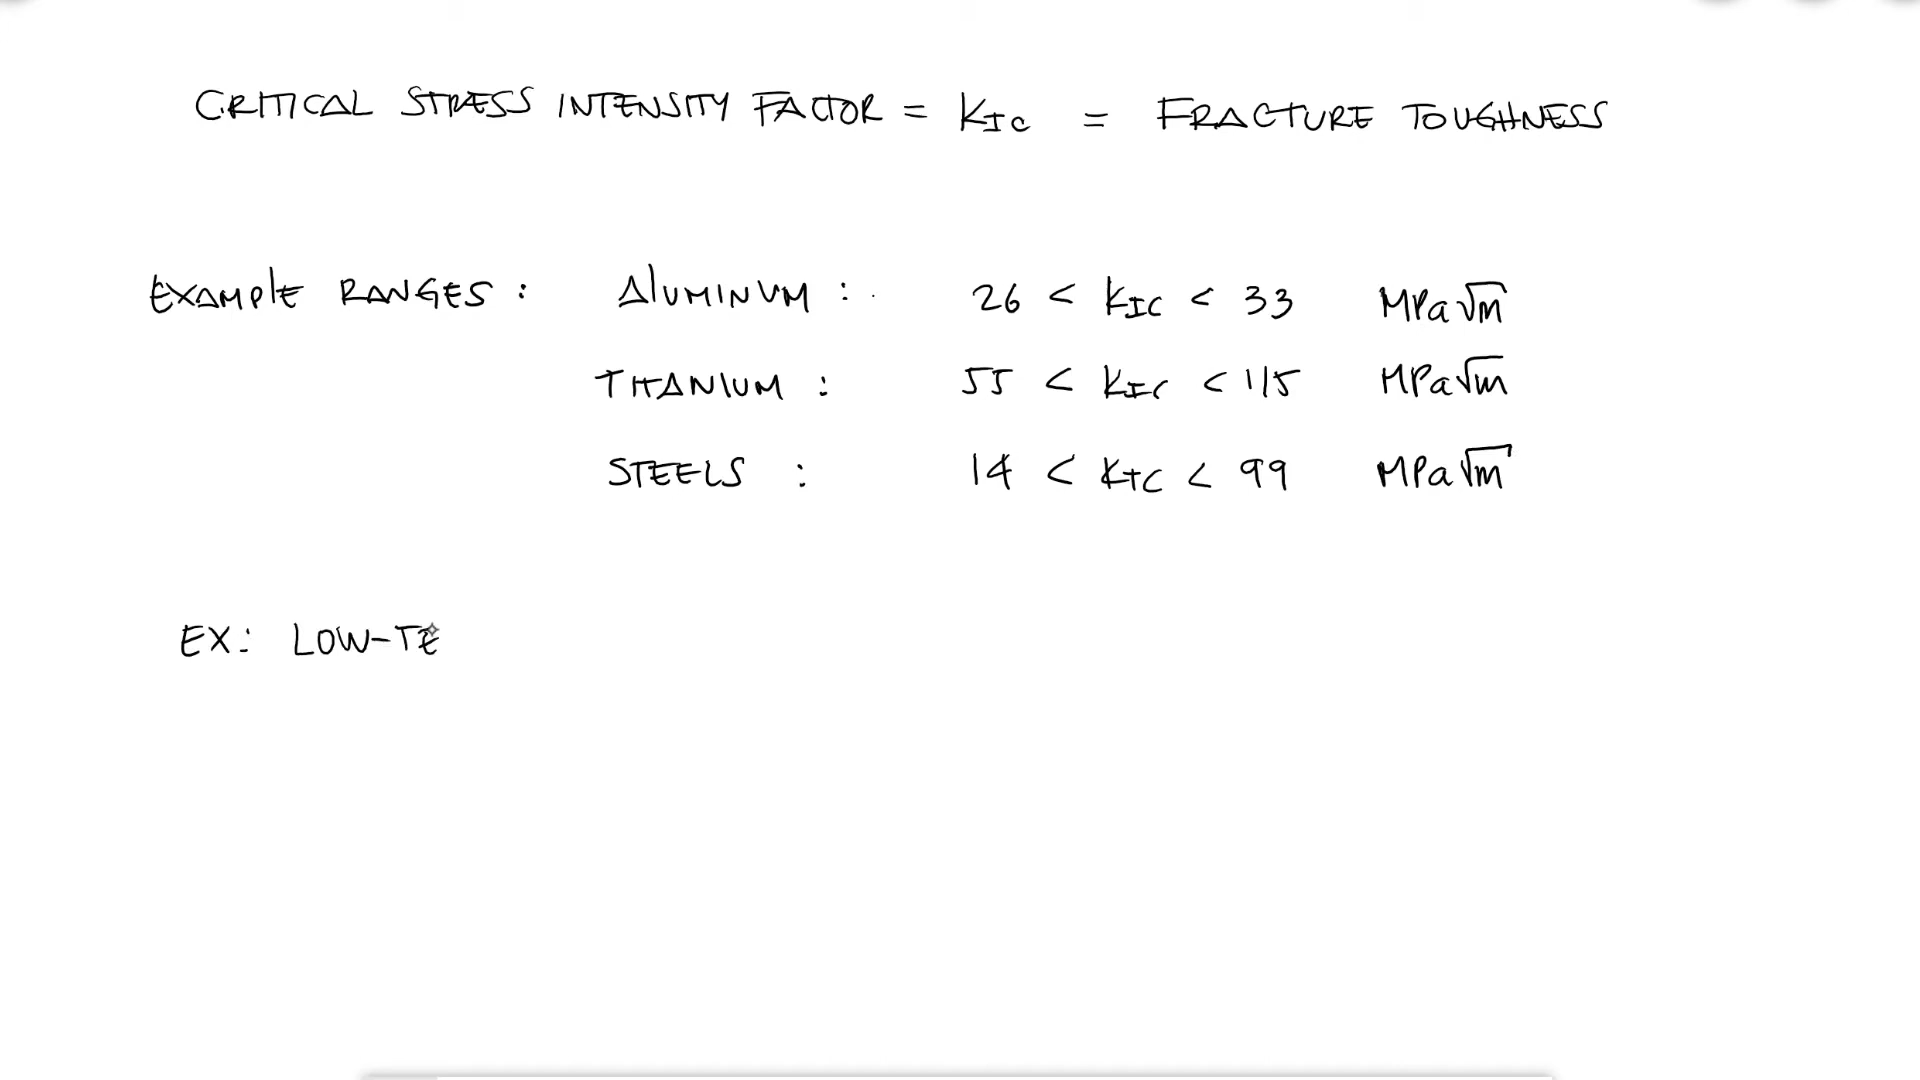 CRITICAL STRESS INTENSITY FACTOR = KIC = FRACTURE TOUGHNESS
EXAMPlE RANGES : AlUMINUM : 26 < KIC < 33 MPa√m
TITANIUM : 55 < KIC < 115 MPa√m
STEELS : 14 < KIC < 99 MPa√m
EX: LOW-TE